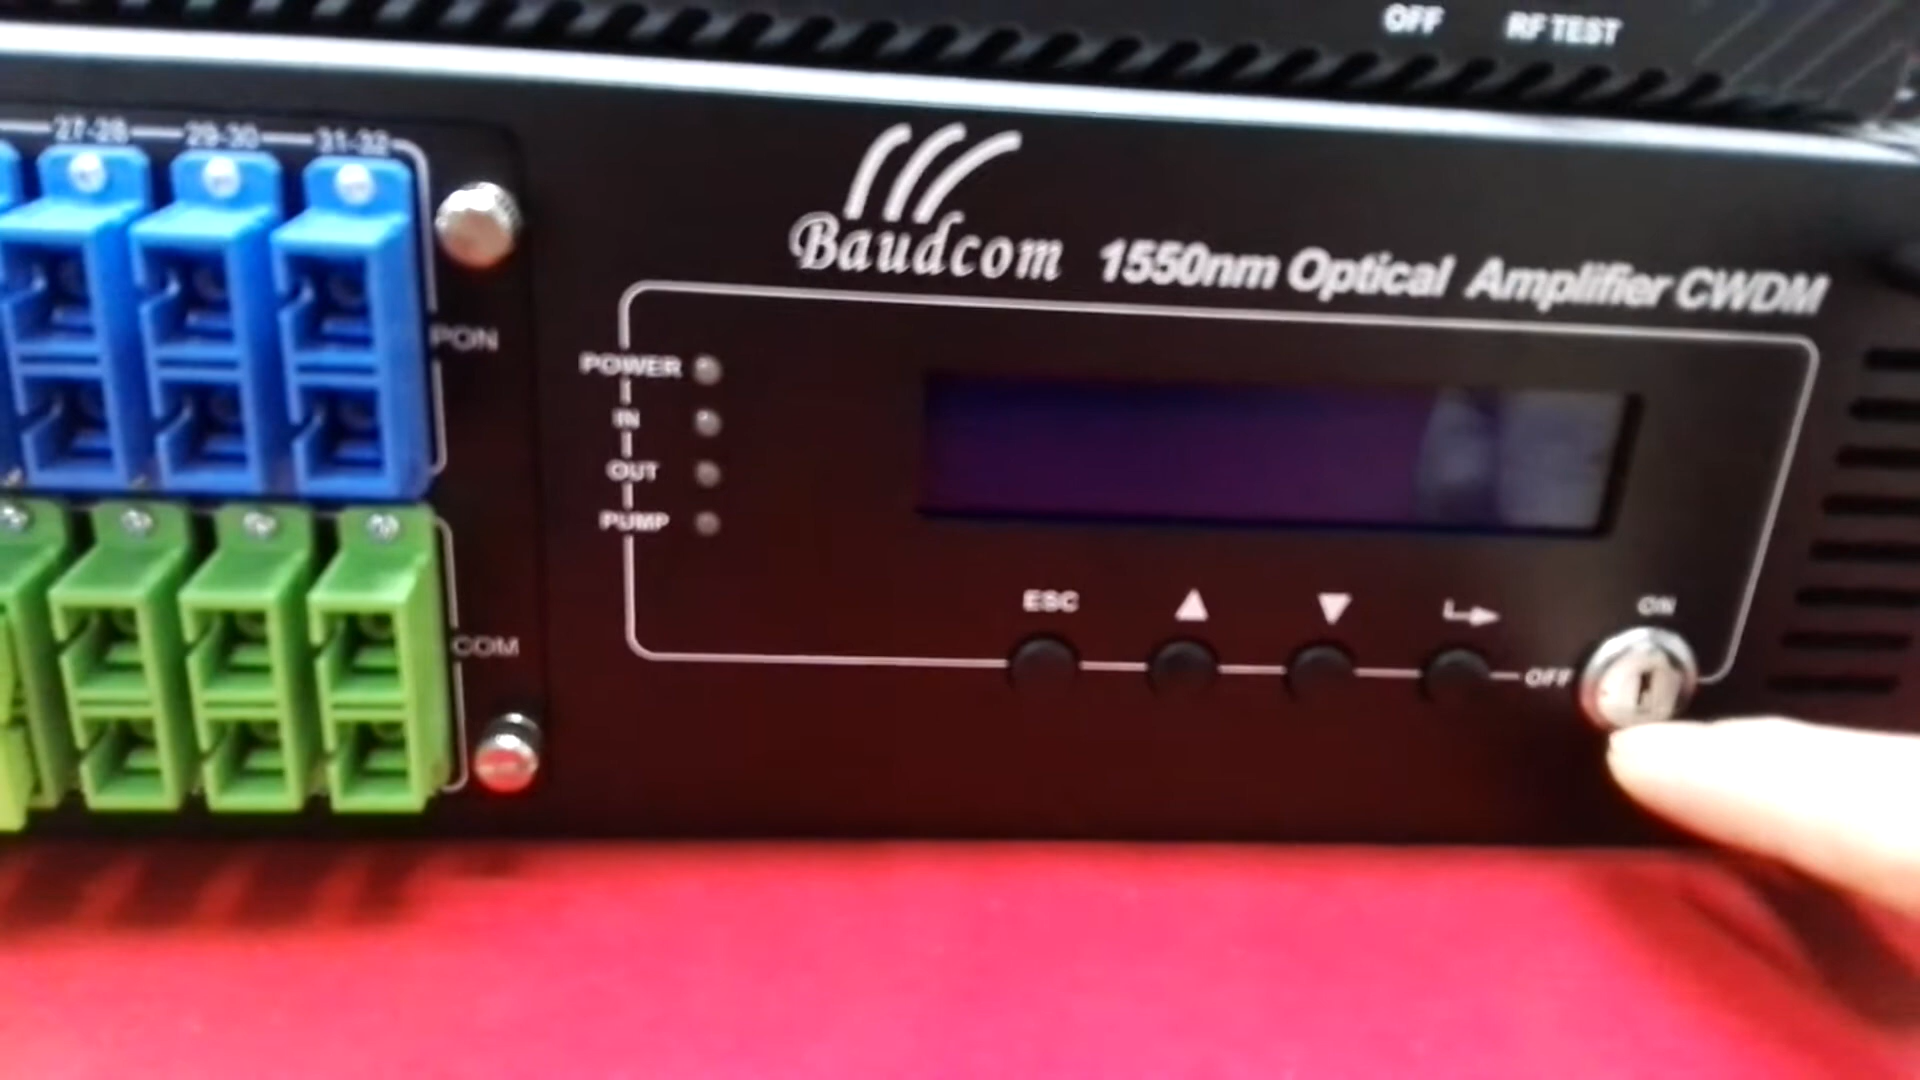 OFF RF TEST
27-28 29-30 31-32
Baudcom 1550nm Optical Amplifier CWDM
PON
POWER
IN
OUT
PUMP
ESC
ON
COM
OFF